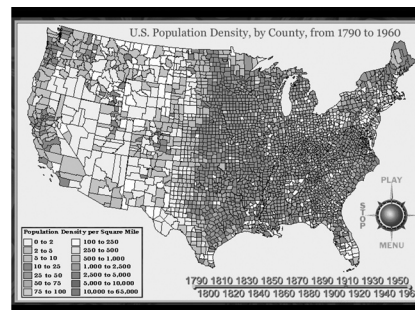 U.S. Population Density, by County, from 1790 to 1960
PLAY
STOP
MENU
Population Density per Square Mile
0 to 2
2 to 5
5 to 10
10 to 25
25 to 50
50 to 75
75 to 100
100 to 250
250 to 500
500 to 1,000
1,000 to 2,500
2,500 to 5,000
5,000 to 10,000
10,000 to 65,000
1790 1810 1830 1850 1870 1890 1910 1930 1950
1800 1820 1840 1860 1880 1900 1920 1940 196